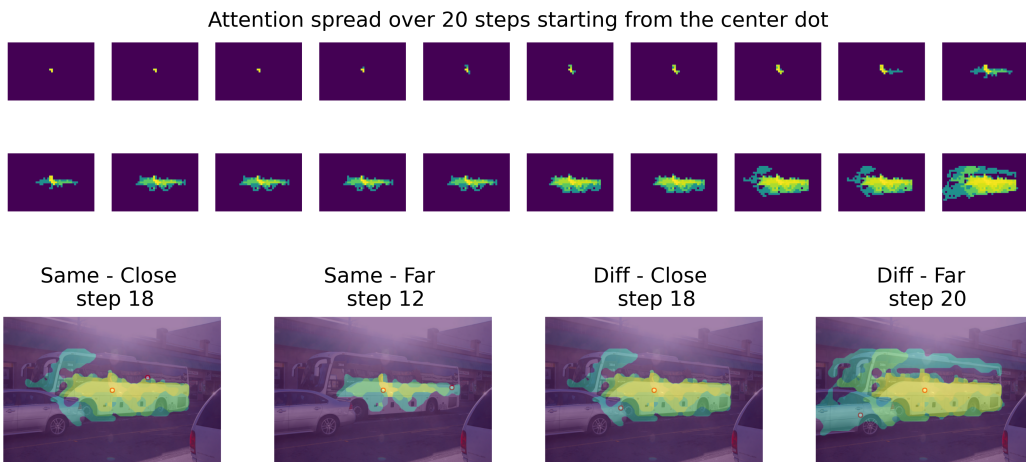 Attention spread over 20 steps starting from the center dot
Same - Close
step 18
Same - Far
step 12
Diff - Close
step 18
Diff - Far
step 20